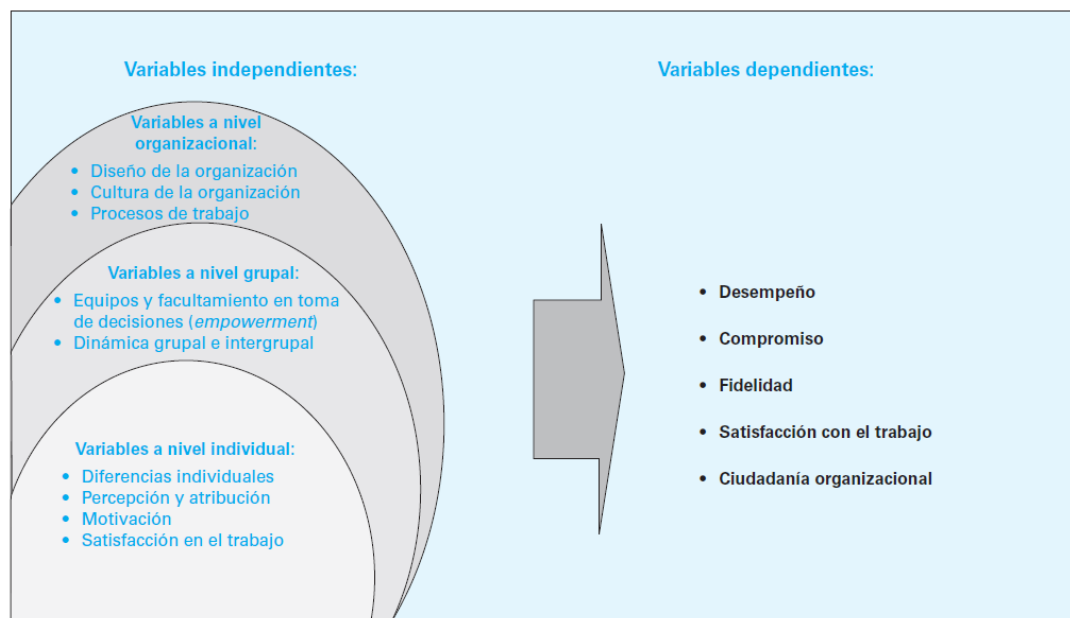 Variables independientes:
Variables dependientes:
Variables a nivel
organizacional:
• Diseño de la organización
• Cultura de la organización
• Procesos de trabajo
Variables a nivel grupal:
• Equipos y facultamiento en toma
de decisiones (empowerment)
• Dinámica grupal e intergrupal
Variables a nivel individual:
• Diferencias individuales
• Percepción y atribución
• Motivación
• Satisfacción en el trabajo
• Desempeño
• Compromiso
• Fidelidad
• Satisfacción con el trabajo
• Ciudadanía organizacional